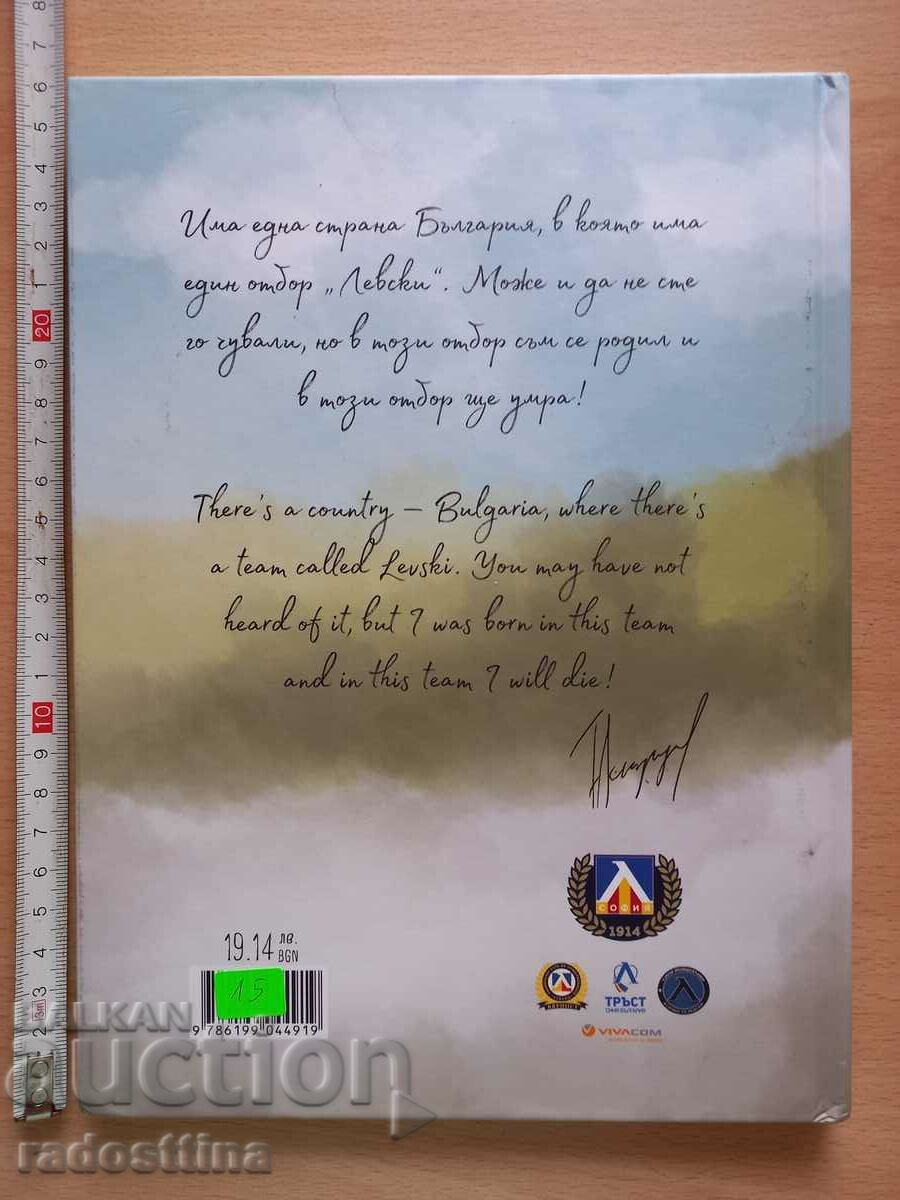 Има една страна България, в която има
един отбор „Левски“. Може и да не сте
го чували, но в този отбор съм се родил и
в този отбор ще умра!
There's a country – Bulgaria, where there's
a team called Levski. You may have not
heard of it, but I was born in this team
and in this team I will die!
СОФИЯ
1914
19.14 лв.
BGN
15
9 786199 044919
ТРЪСТ
СИНЯ БЪЛГАРИЯ
VIVACOM
BALKAN
auction
radosttina